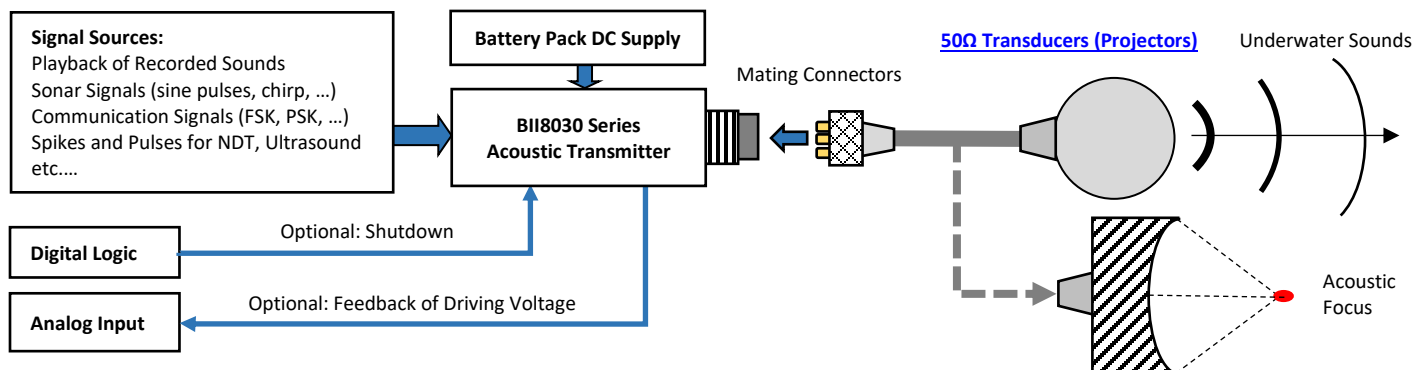 Signal Sources:
Playback of Recorded Sounds
Sonar Signals (sine pulses, chirp, ...)
Communication Signals (FSK, PSK, ...)
Spikes and Pulses for NDT, Ultrasound
etc....
Battery Pack DC Supply
BII8030 Series
Acoustic Transmitter
Mating Connectors
50Ω Transducers (Projectors)
Underwater Sounds
Digital Logic
Optional: Shutdown
Analog Input
Optional: Feedback of Driving Voltage
Acoustic
Focus